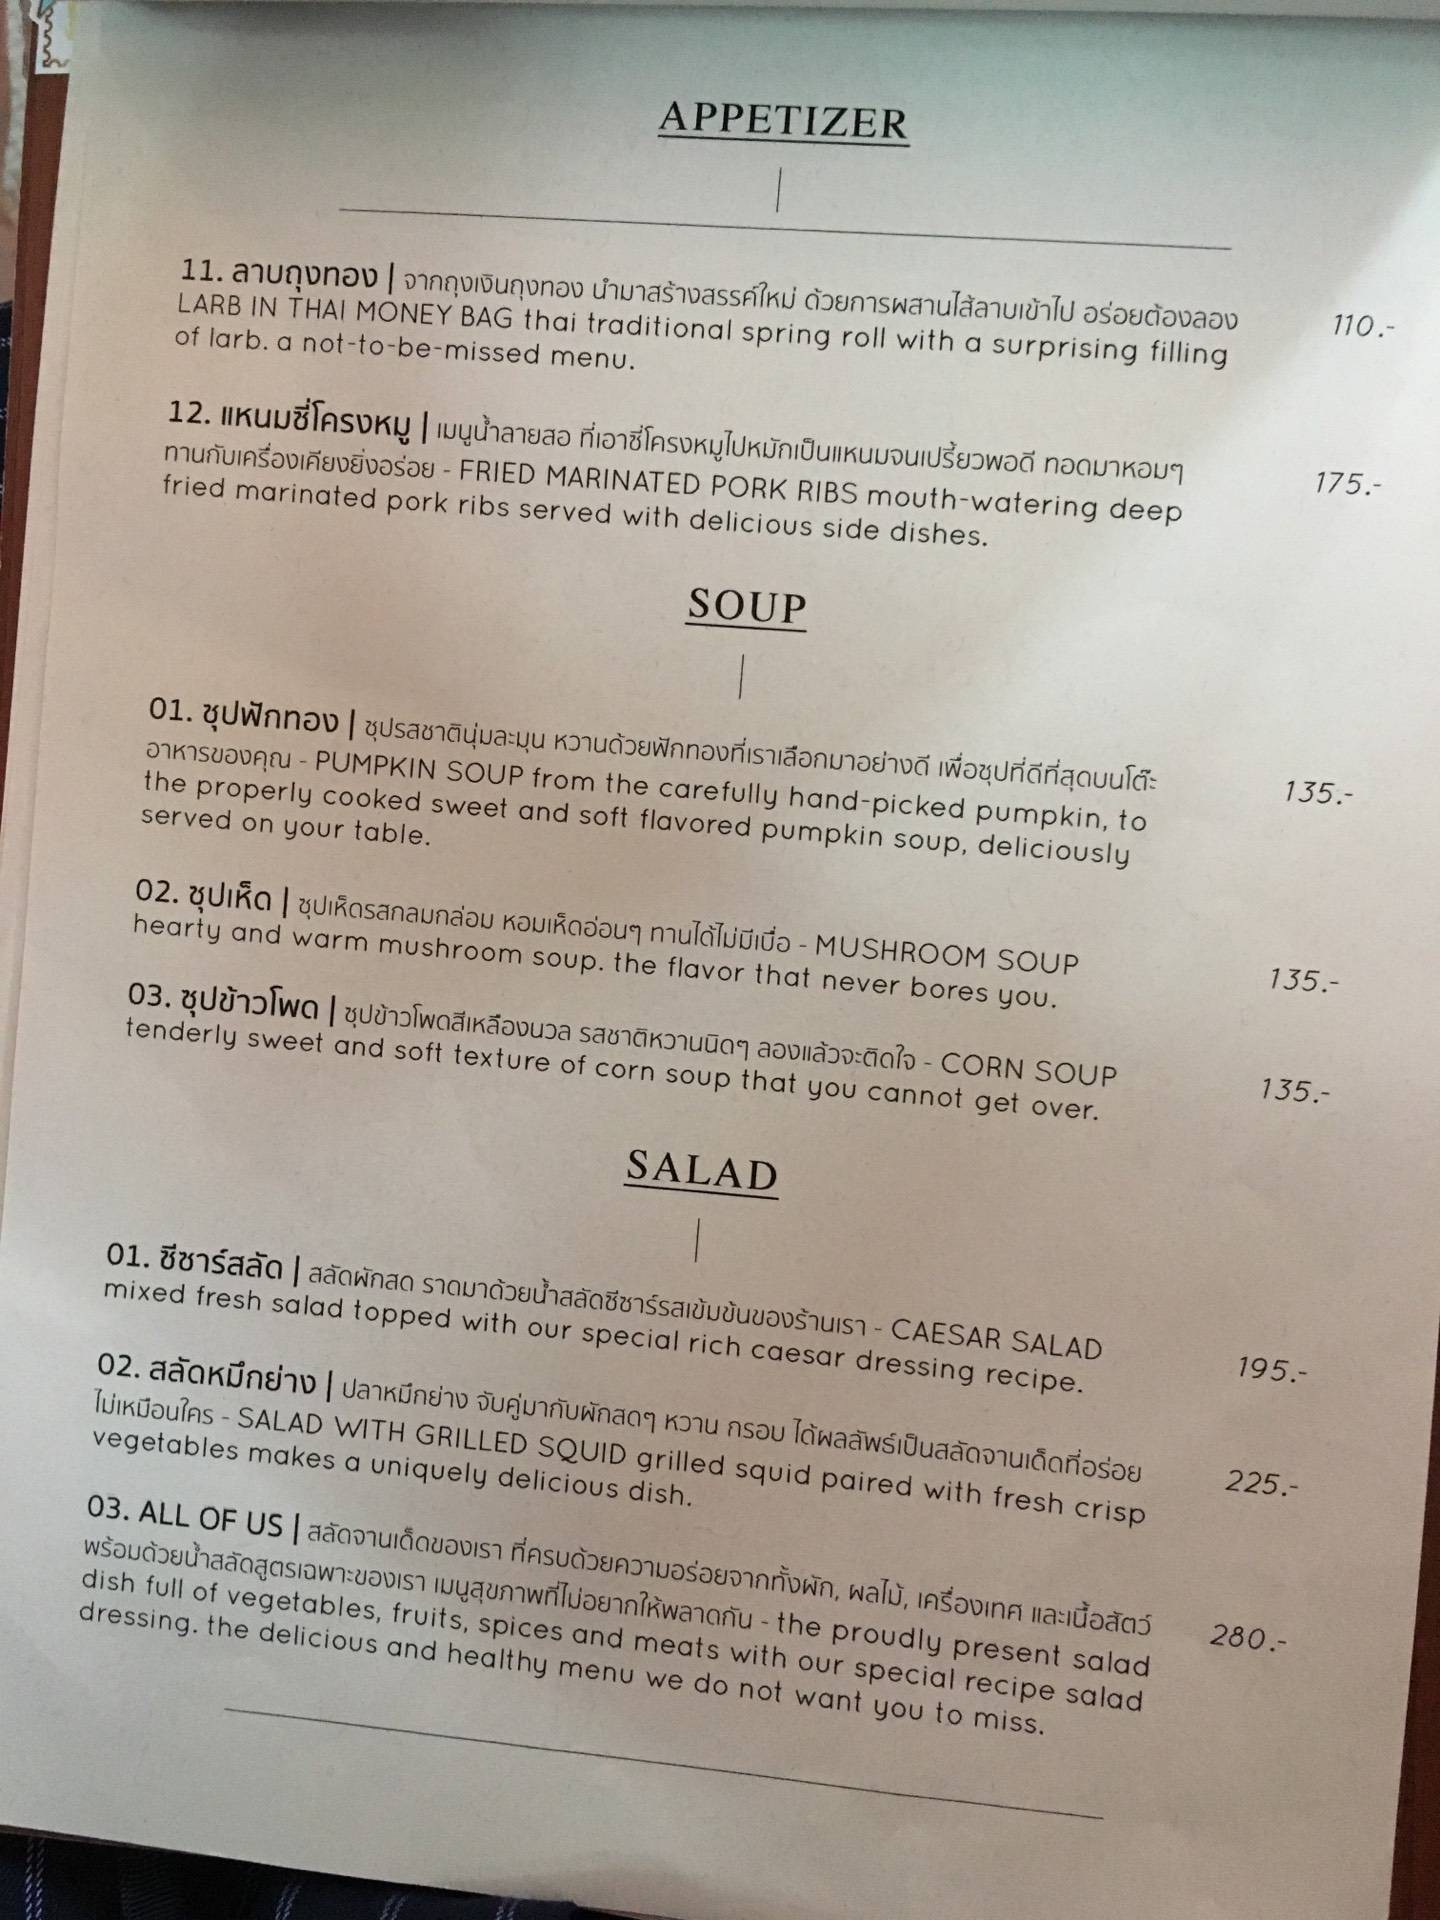 APPETIZER
11. ลาบถุงทอง | จากถุงเงินถุงทอง นำมาสร้างสรรค์ใหม่ ด้วยการผสานไส้ลาบเข้าไป อร่อยต้องลอง
LARB IN THAI MONEY BAG thai traditional spring roll with a surprising filling 110.-
of larb. a not-to-be-missed menu.
12. แหนมซี่โครงหมู | เมนูน้ำลายสอ ที่เอาซี่โครงหมูไปหมักเป็นแหนมจนเปรี้ยวพอดี ทอดมาหอมๆ
ทานกับเครื่องเคียงยิ่งอร่อย - FRIED MARINATED PORK RIBS mouth-watering deep 175.-
fried marinated pork ribs served with delicious side dishes.
SOUP
01. ซุปฟักทอง | ซุปรสชาตินุ่มละมุน หวานด้วยฟักทองที่เราเลือกมาอย่างดี เพื่อซุปที่ดีที่สุดบนโต๊ะ
อาหารของคุณ - PUMPKIN SOUP from the carefully hand-picked pumpkin, to 135.-
the properly cooked sweet and soft flavored pumpkin soup, deliciously
served on your table.
02. ซุปเห็ด | ซุปเห็ดรสกลมกล่อม หอมเห็ดอ่อนๆ ทานได้ไม่มีเบื่อ - MUSHROOM SOUP
hearty and warm mushroom soup. the flavor that never bores you. 135.-
03. ซุปข้าวโพด | ซุปข้าวโพดสีเหลืองนวล รสชาติหวานนิดๆ ลองแล้วจะติดใจ - CORN SOUP
tenderly sweet and soft texture of corn soup that you cannot get over. 135.-
SALAD
01. ซีซาร์สลัด | สลัดผักสด ราดมาด้วยน้ำสลัดซีซาร์รสเข้มข้นของร้านเรา - CAESAR SALAD
mixed fresh salad topped with our special rich caesar dressing recipe. 195.-
02. สลัดหมึกย่าง | ปลาหมึกย่าง จับคู่มากับผักสดๆ หวาน กรอบ ได้ผลลัพธ์เป็นสลัดจานเด็ดที่อร่อย
ไม่เหมือนใคร - SALAD WITH GRILLED SQUID grilled squid paired with fresh crisp 225.-
vegetables makes a uniquely delicious dish.
03. ALL OF US | สลัดจานเด็ดของเรา ที่ครบด้วยความอร่อยจากทั้งผัก, ผลไม้, เครื่องเทศ และเนื้อสัตว์
พร้อมด้วยน้ำสลัดสูตรเฉพาะของเรา เมนูสุขภาพที่ไม่อยากให้พลาดกัน - the proudly present salad 280.-
dish full of vegetables, fruits, spices and meats with our special recipe salad
dressing. the delicious and healthy menu we do not want you to miss.